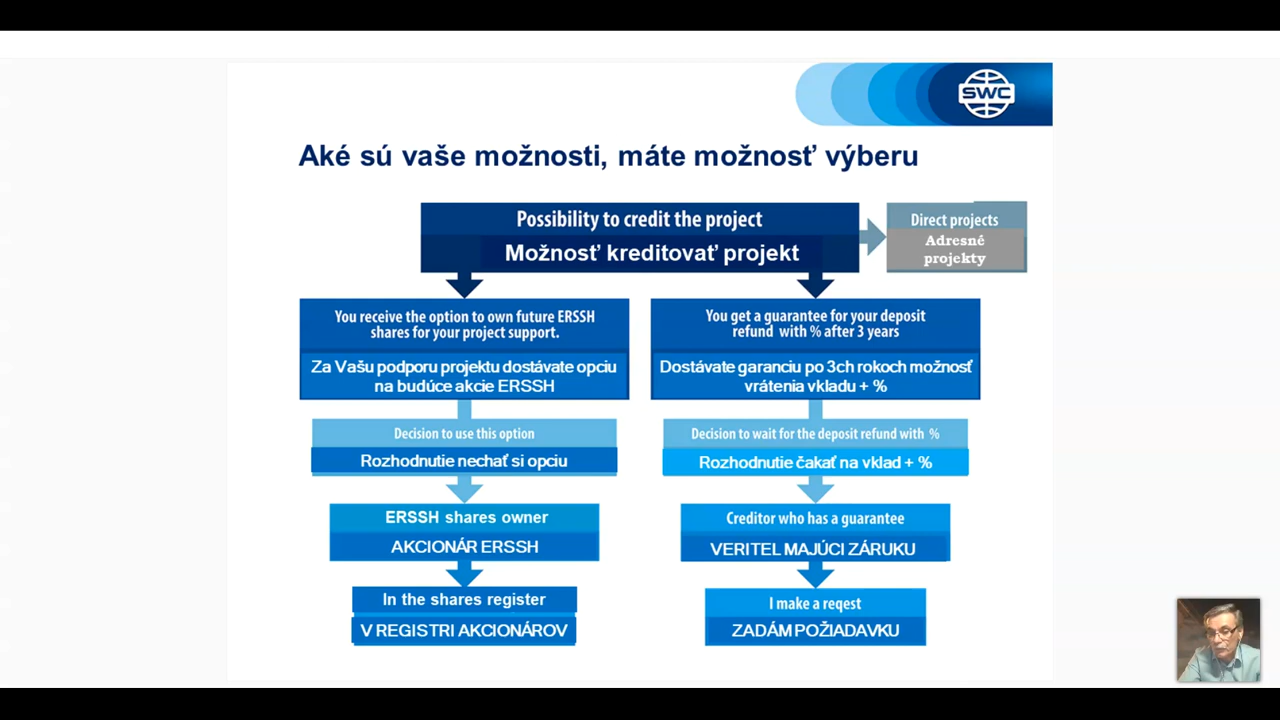 SWC
Aké sú vaše možnosti, máte možnosť výberu
Possibility to credit the project
Možnosť kreditovať projekt
Direct projects
Adresné
projekty
You receive the option to own future ERSSH
shares for your project support.
Za Vašu podporu projektu dostávate opciu
na budúce akcie ERSSH
Decision to use this option
Rozhodnutie nechať si opciu
ERSSH shares owner
AKCIONÁR ERSSH
In the shares register
V REGISTRI AKCIONÁROV
You get a guarantee for your deposit
refund with % after 3 years
Dostávate garanciu po 3ch rokoch možnosť
vrátenia vkladu + %
Decision to wait for the deposit refund with %
Rozhodnutie čakať na vklad + %
Creditor who has a guarantee
VERITEL MAJÚCI ZÁRUKU
I make a reqest
ZADÁM POŽIADAVKU